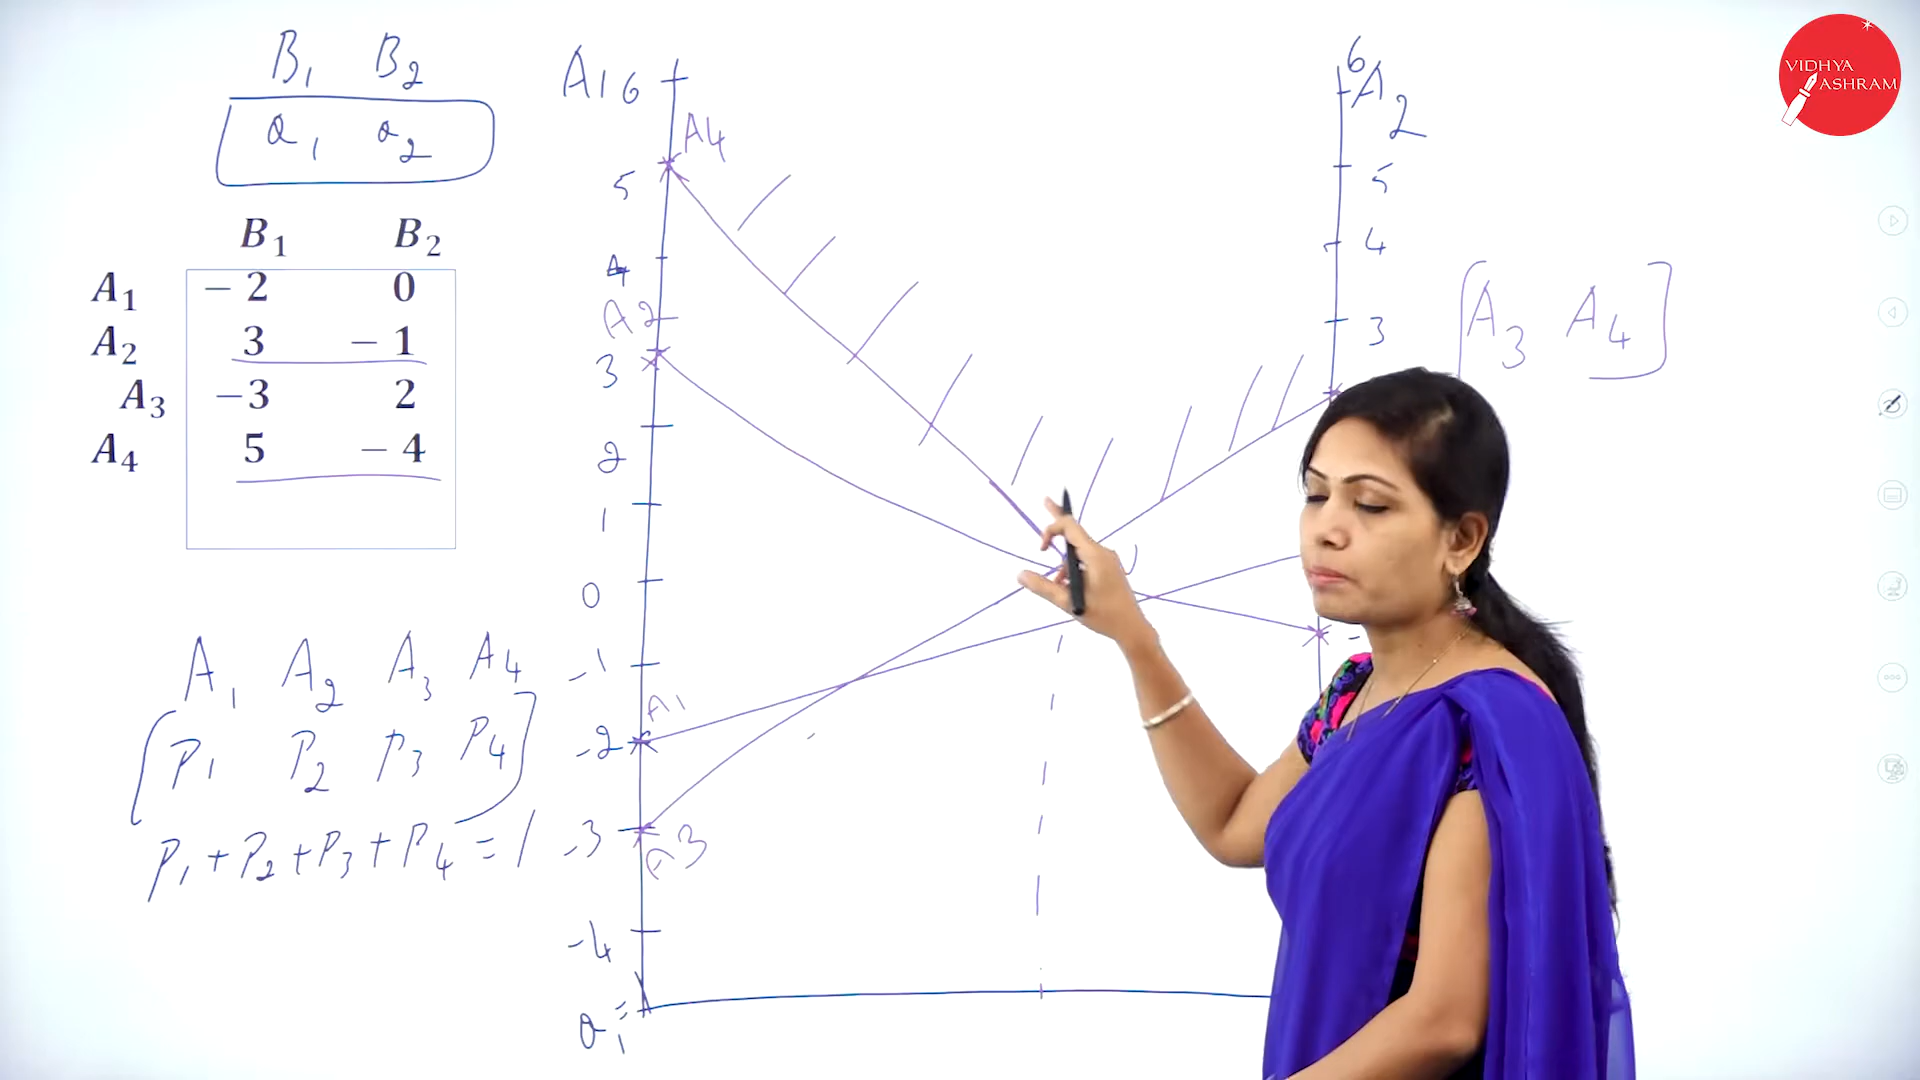 B1 B2
q1 q2
B1 B2
A1 -2 0
A2 3 -1
A3 -3 2
A4 5 -4
A1 A2 A3 A4
[P1 P2 P3 P4]
P1+P2+P3+P4=1
A1 6
A4
5
4
A2
3
2
1
0
-1
A1
-2
-3
A3
-4
6
A2
5
4
3
[A3 A4]
VIDHYA
ASHRAM